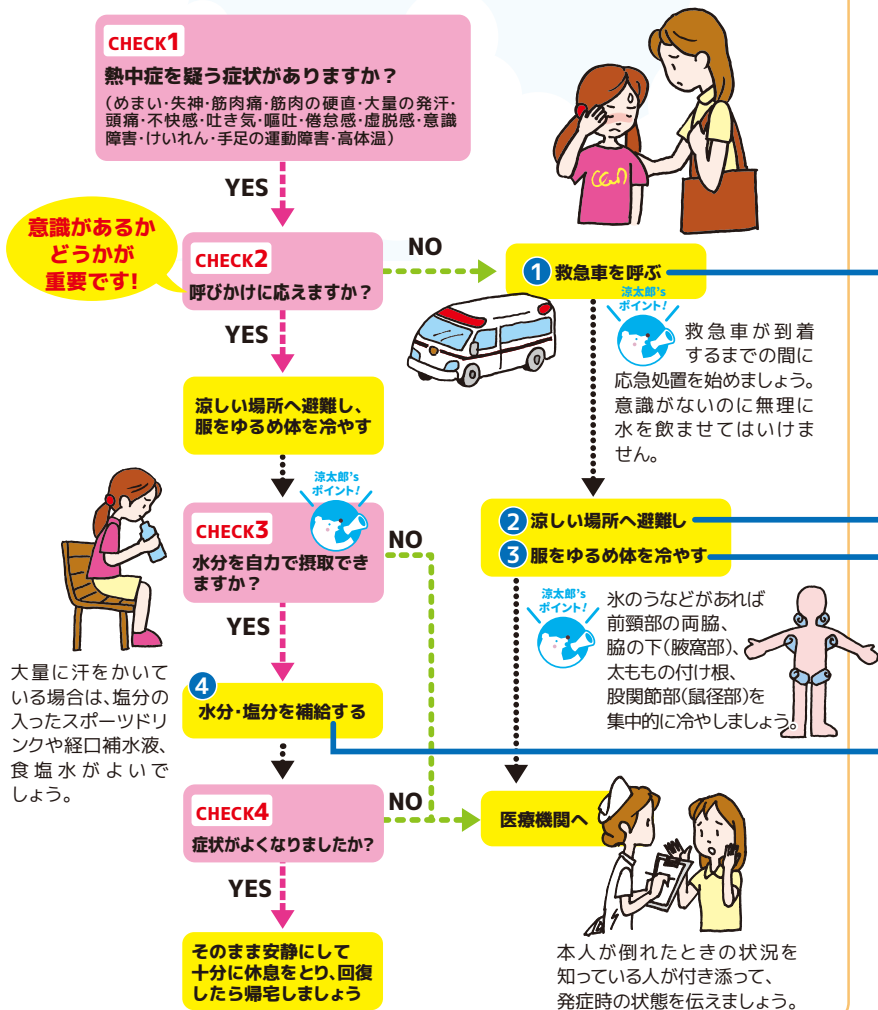 CHECK1
熱中症を疑う症状がありますか？
（めまい・失神・筋肉痛・筋肉の硬直・大量の発汗・
頭痛・不快感・吐き気・嘔吐・倦怠感・虚脱感・意識
障害・けいれん・手足の運動障害・高体温）
YES
意識があるか
どうかが
重要です!
CHECK2
呼びかけに応えますか？
NO
1 救急車を呼ぶ
涼太郎's
ポイント!
救急車が到着
するまでの間に
応急処置を始めましょう。
意識がないのに無理に
水を飲ませてはいけま
せん。
YES
涼しい場所へ避難し、
服をゆるめ体を冷やす
涼太郎's
ポイント!
CHECK3
水分を自力で摂取でき
ますか？
NO
2 涼しい場所へ避難し
3 服をゆるめ体を冷やす
涼太郎's
ポイント!
氷のうなどがあれば
前頸部の両脇、
脇の下（腋窩部）、
太ももの付け根、
股関節部（鼠径部）を
集中的に冷やしましょう。
YES
大量に汗をかいて
いる場合は、塩分の
入ったスポーツドリ
ンクや経口補水液、
食塩水がよいで
しょう。
4
水分・塩分を補給する
CHECK4
症状がよくなりましたか？
NO
医療機関へ
YES
そのまま安静にして
十分に休息をとり、回復
したら帰宅しましょう
本人が倒れたときの状況を
知っている人が付き添って、
発症時の状態を伝えましょう。